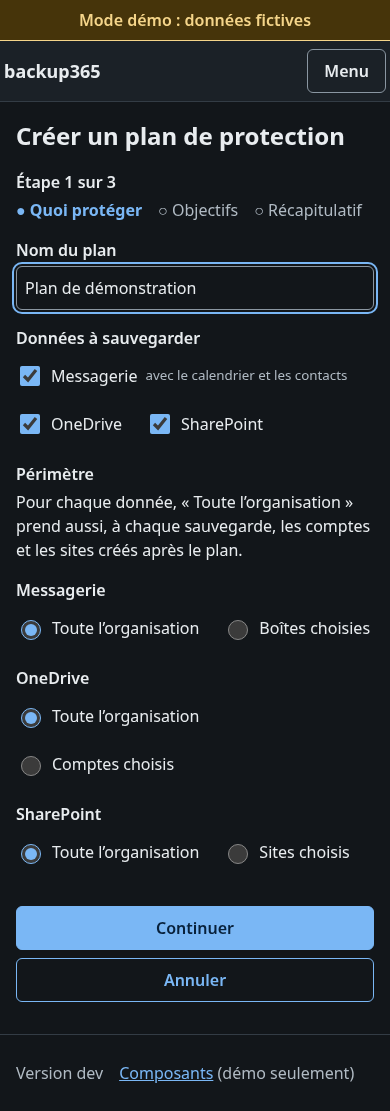 Mode démo : données fictives
backup365
Menu
Créer un plan de protection
Étape 1 sur 3
● Quoi protéger ○ Objectifs ○ Récapitulatif
Nom du plan
Plan de démonstration
Données à sauvegarder
Messagerie avec le calendrier et les contacts
OneDrive SharePoint
Périmètre
Pour chaque donnée, « Toute l’organisation »
prend aussi, à chaque sauvegarde, les comptes
et les sites créés après le plan.
Messagerie
Toute l’organisation Boîtes choisies
OneDrive
Toute l’organisation
Comptes choisis
SharePoint
Toute l’organisation Sites choisis
Continuer
Annuler
Version dev Composants (démo seulement)